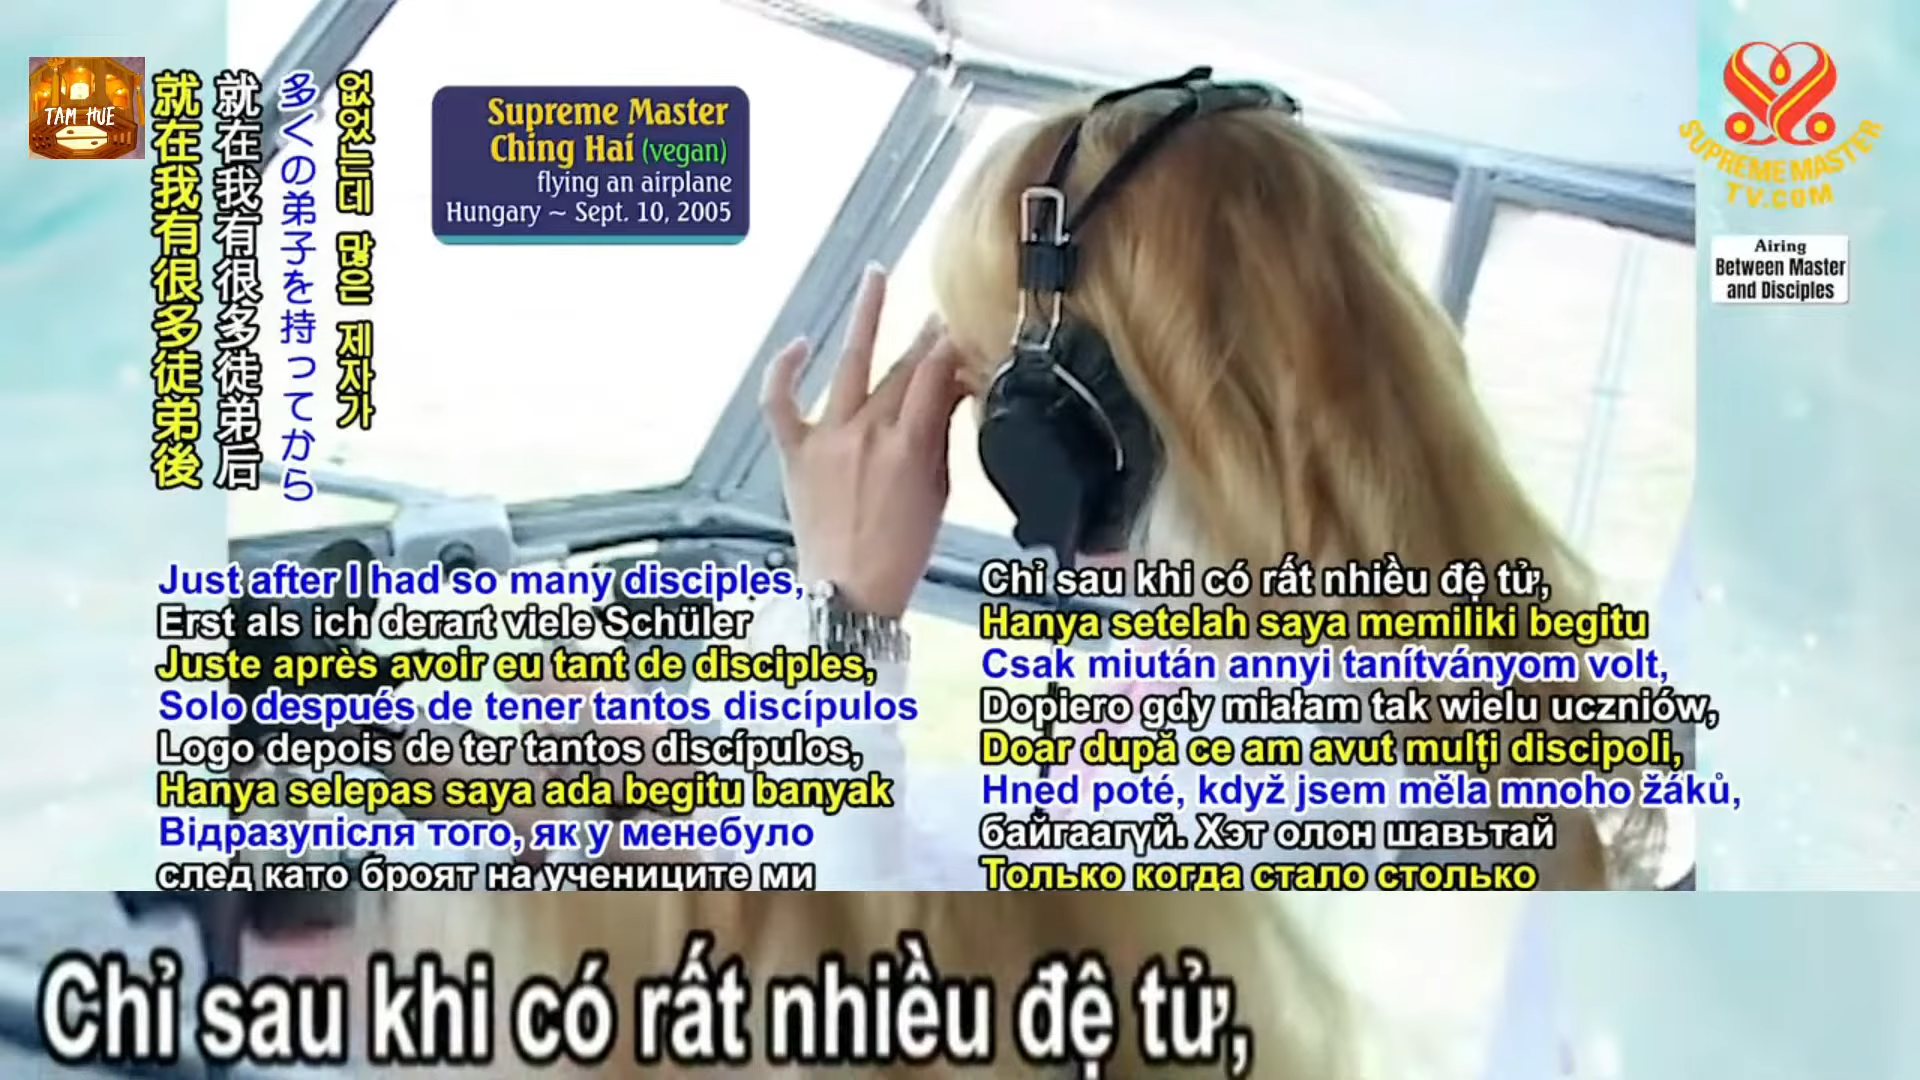 TAM HUE
就在我有很多徒弟後
就在我有很多徒弟后
多くの弟子を持ってから
없었는데 많은 제자가
Supreme Master
Ching Hai (vegan)
flying an airplane
Hungary ~ Sept. 10, 2005
SUPREME MASTER
TV.COM
Airing
Between Master
and Disciples
Just after I had so many disciples,
Erst als ich derart viele Schüler
Juste après avoir eu tant de disciples,
Solo después de tener tantos discípulos
Logo depois de ter tantos discípulos,
Hanya selepas saya ada begitu banyak
Відразупісля того, як у менебуло
след като броят на учениците ми
Chỉ sau khi có rất nhiều đệ tử,
Hanya setelah saya memiliki begitu
Csak miután annyi tanítványom volt,
Dopiero gdy miałam tak wielu uczniów,
Doar după ce am avut mulți discipoli,
Hned poté, když jsem měla mnoho žáků,
байгаагүй. Хэт олон шавьтай
Только когда стало столько
Chỉ sau khi có rất nhiều đệ tử,